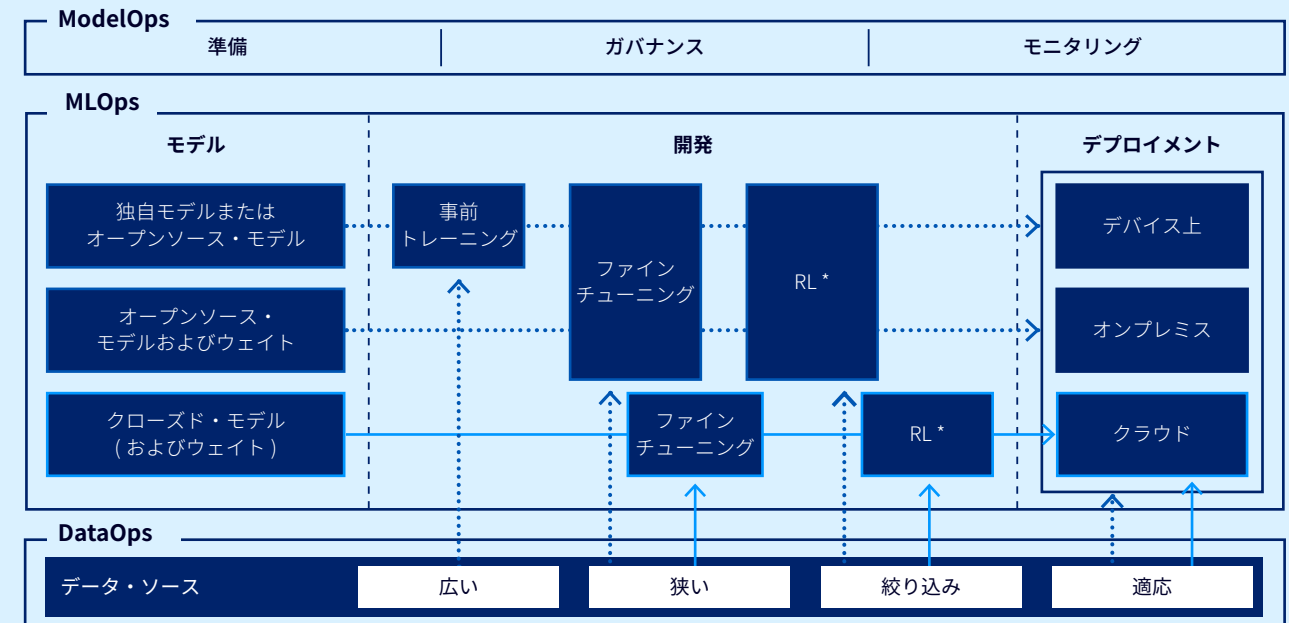 ModelOps
準備
ガバナンス
モニタリング
MLOps
モデル
開発
デプロイメント
独自モデルまたは
オープンソース・モデル
事前
トレーニング
ファイン
チューニング
RL *
デバイス上
オープンソース・
モデルおよびウェイト
オンプレミス
クローズド・モデル
( およびウェイト )
ファイン
チューニング
RL *
クラウド
DataOps
データ・ソース
広い
狭い
絞り込み
適応